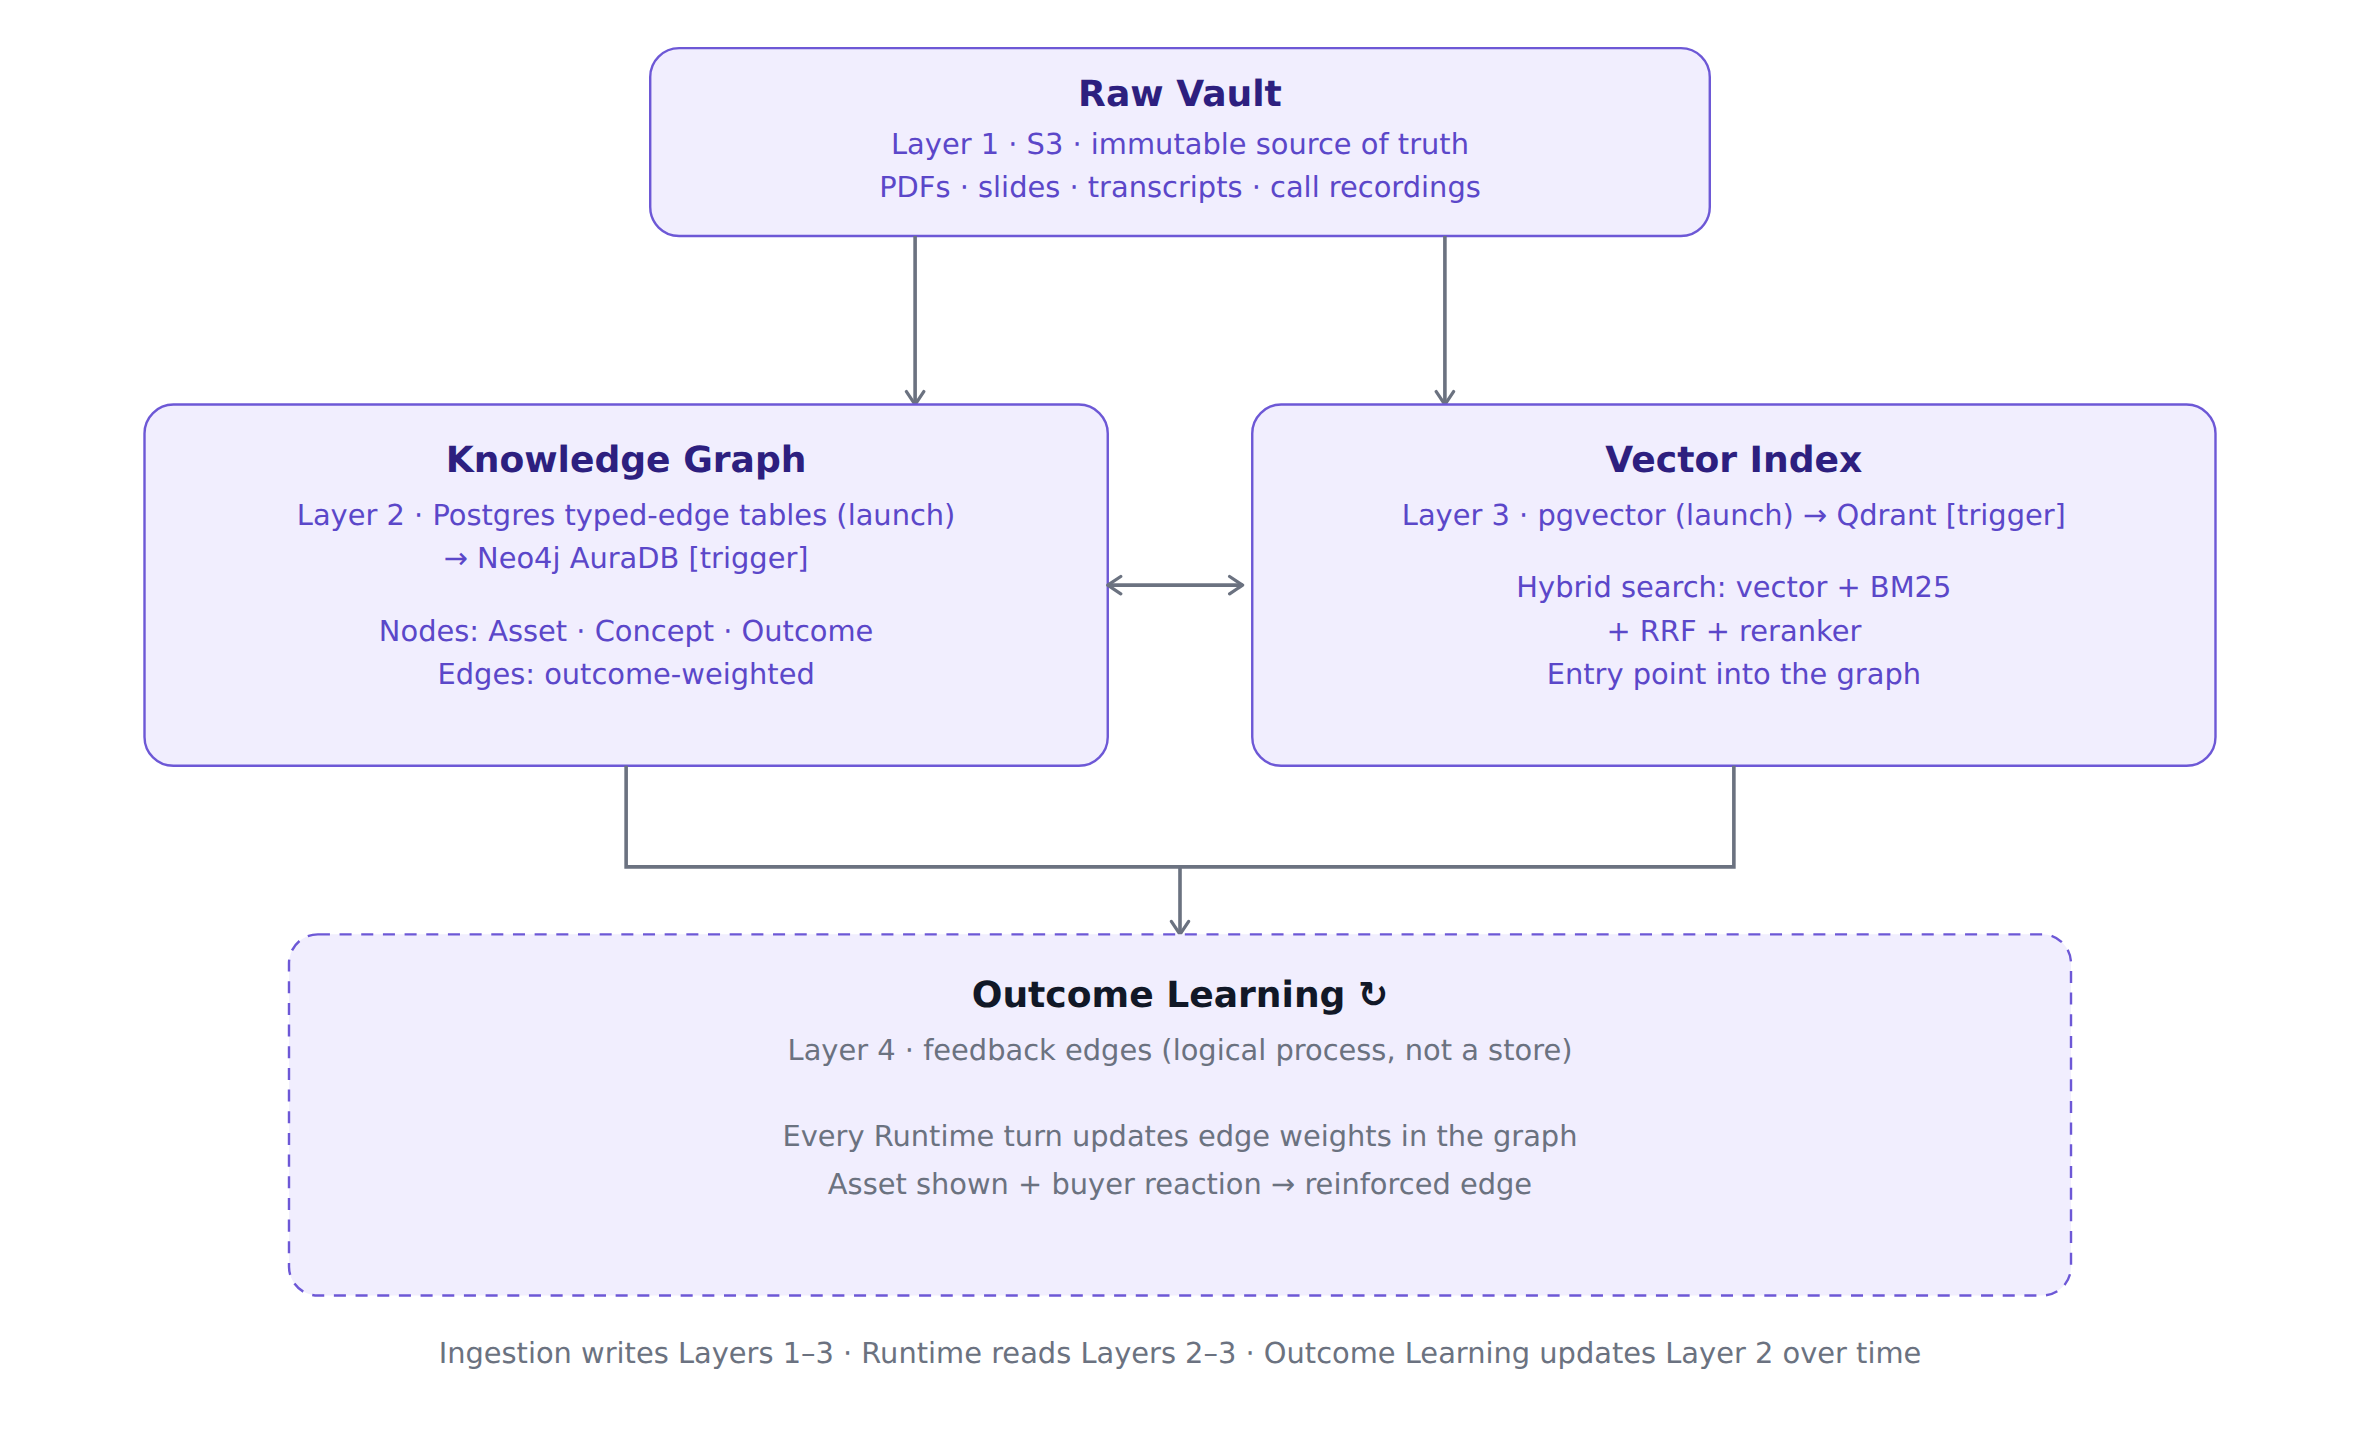 Raw Vault
Layer 1 · S3 · immutable source of truth
PDFs · slides · transcripts · call recordings
Knowledge Graph
Layer 2 · Postgres typed-edge tables (launch)
→ Neo4j AuraDB [trigger]
Nodes: Asset · Concept · Outcome
Edges: outcome-weighted
Vector Index
Layer 3 · pgvector (launch) → Qdrant [trigger]
Hybrid search: vector + BM25
+ RRF + reranker
Entry point into the graph
Outcome Learning ↻
Layer 4 · feedback edges (logical process, not a store)
Every Runtime turn updates edge weights in the graph
Asset shown + buyer reaction → reinforced edge
Ingestion writes Layers 1–3 · Runtime reads Layers 2–3 · Outcome Learning updates Layer 2 over time